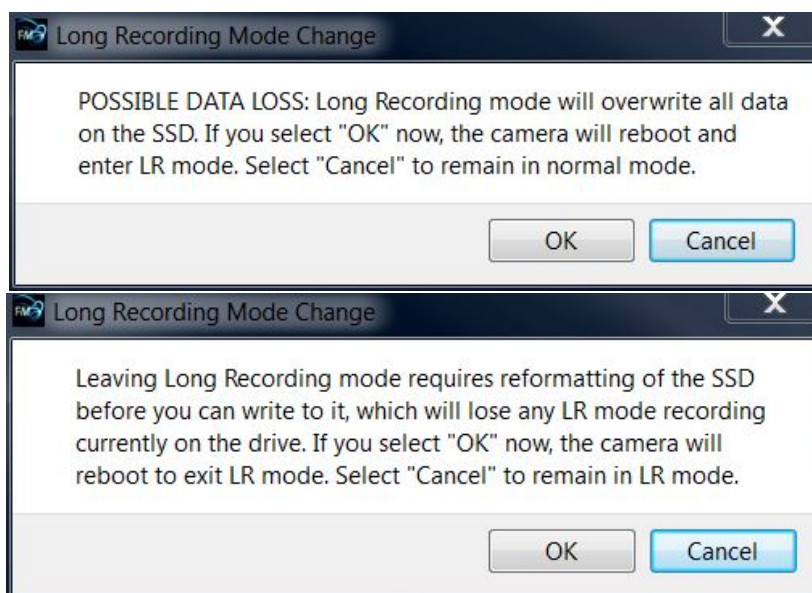 FM
Long Recording Mode Change
X
POSSIBLE DATA LOSS: Long Recording mode will overwrite all data
on the SSD. If you select "OK" now, the camera will reboot and
enter LR mode. Select "Cancel" to remain in normal mode.
OK Cancel
FM
Long Recording Mode Change
X
Leaving Long Recording mode requires reformatting of the SSD
before you can write to it, which will lose any LR mode recording
currently on the drive. If you select "OK" now, the camera will
reboot to exit LR mode. Select "Cancel" to remain in LR mode.
OK Cancel